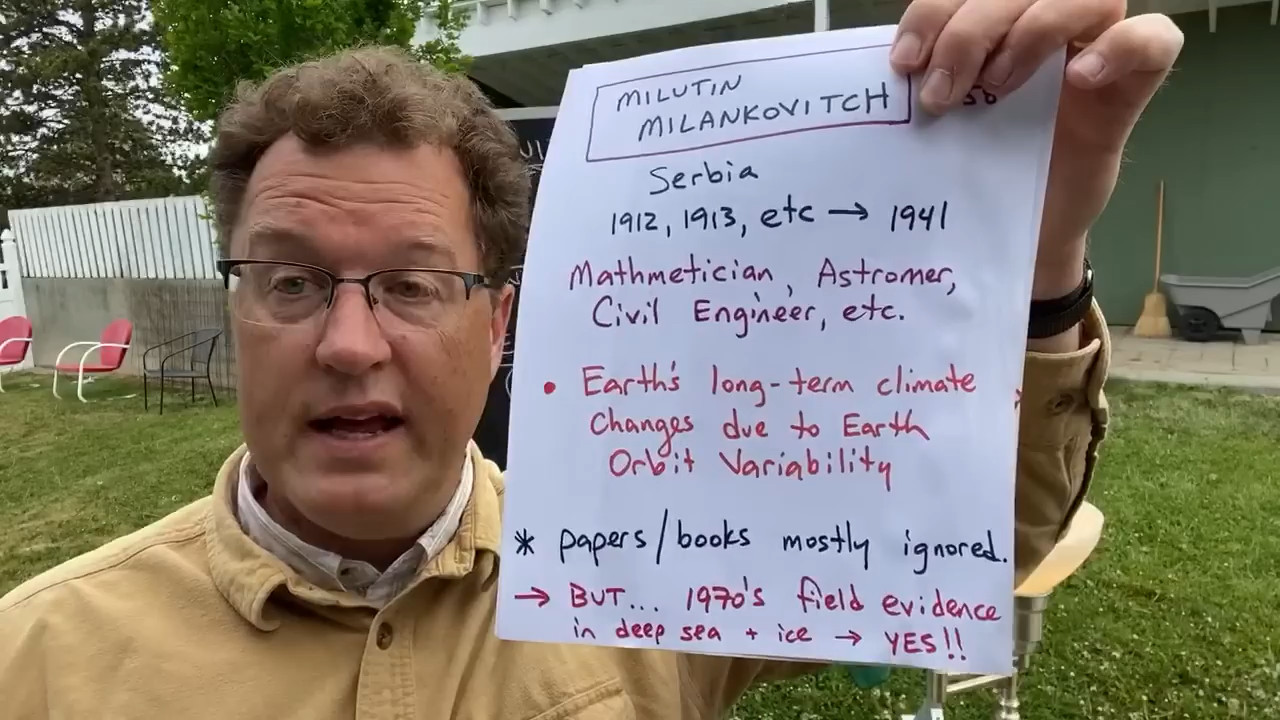 MILUTIN
MILANKOVITCH
Serbia
1912, 1913, etc → 1941
Mathmetician, Astromer,
Civil Engineer, etc.
• Earth's long-term climate
Changes due to Earth
Orbit Variability
* papers/books mostly ignored.
→ BUT... 1970's field evidence
in deep sea + ice → YES!!